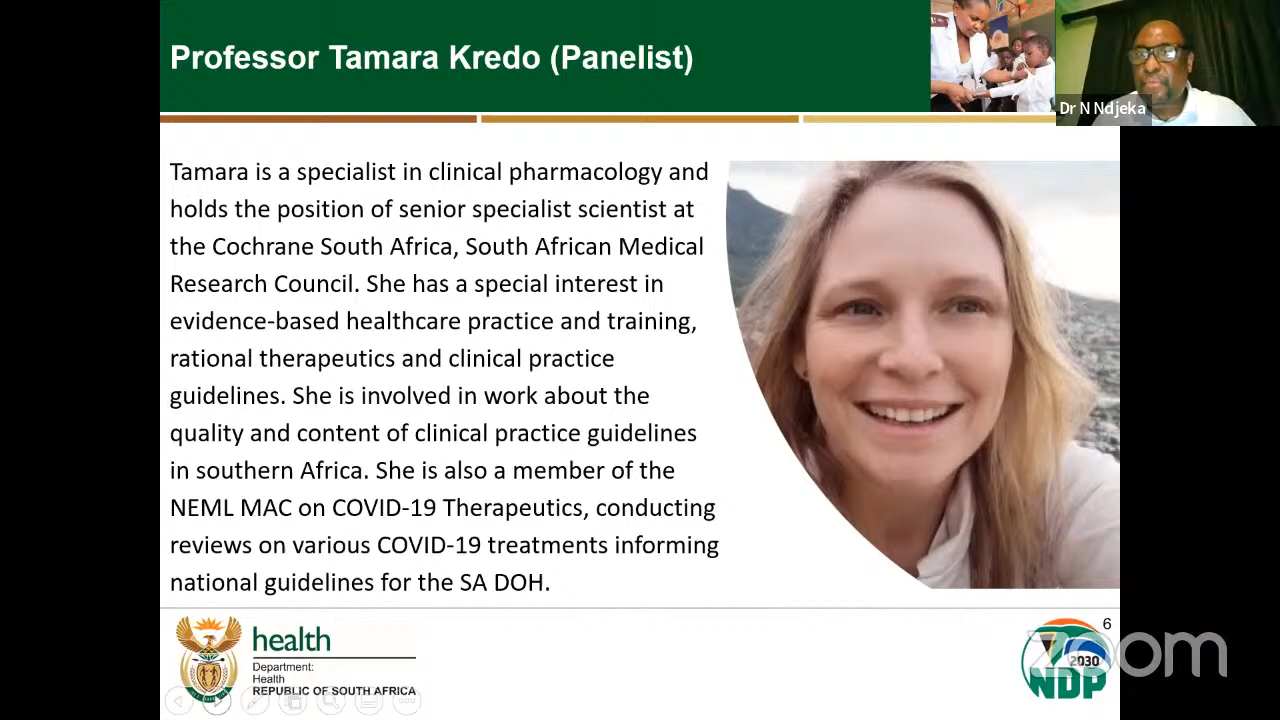 Professor Tamara Kredo (Panelist)
Dr N Ndjeka
Tamara is a specialist in clinical pharmacology and
holds the position of senior specialist scientist at
the Cochrane South Africa, South African Medical
Research Council. She has a special interest in
evidence-based healthcare practice and training,
rational therapeutics and clinical practice
guidelines. She is involved in work about the
quality and content of clinical practice guidelines
in southern Africa. She is also a member of the
NEML MAC on COVID-19 Therapeutics, conducting
reviews on various COVID-19 treatments informing
national guidelines for the SA DOH.
health
Department:
Health
REPUBLIC OF SOUTH AFRICA
6
2030
NDP
zoom